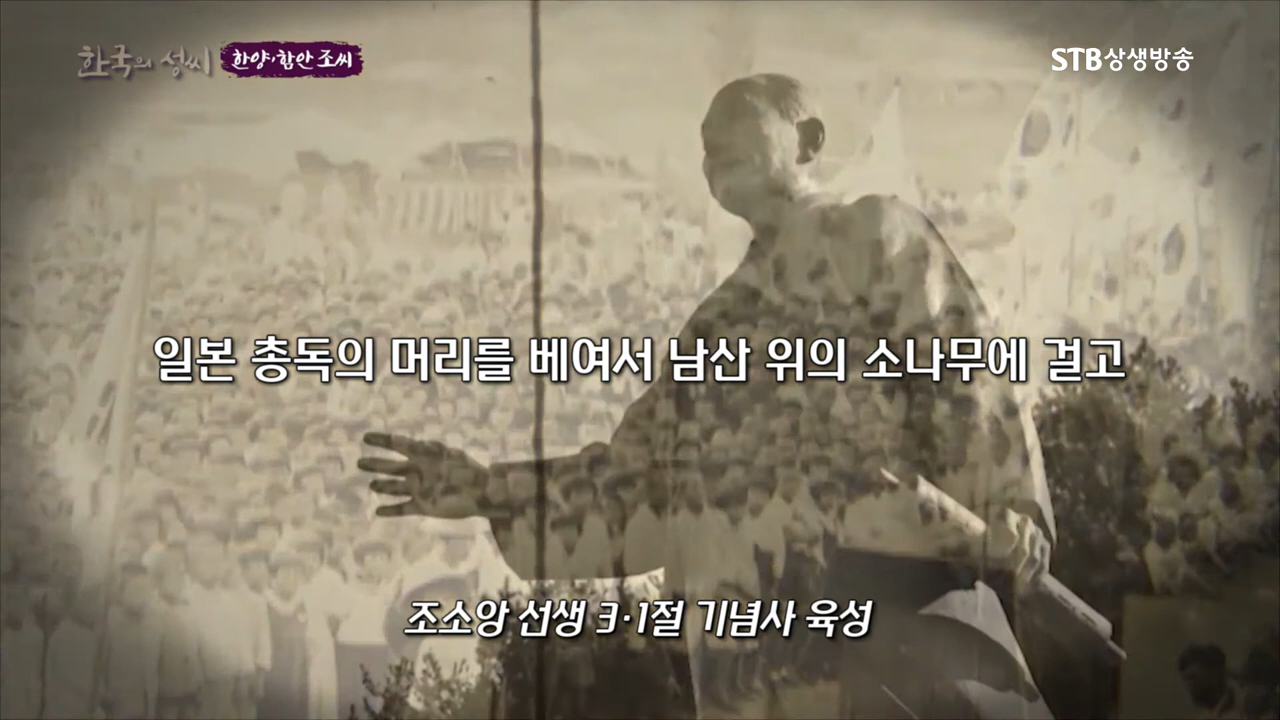 한국의 성씨 한양·함안 조씨
STB상생방송
일본 총독의 머리를 베여서 남산 위의 소나무에 걸고
조소앙 선생 3·1절 기념사 육성